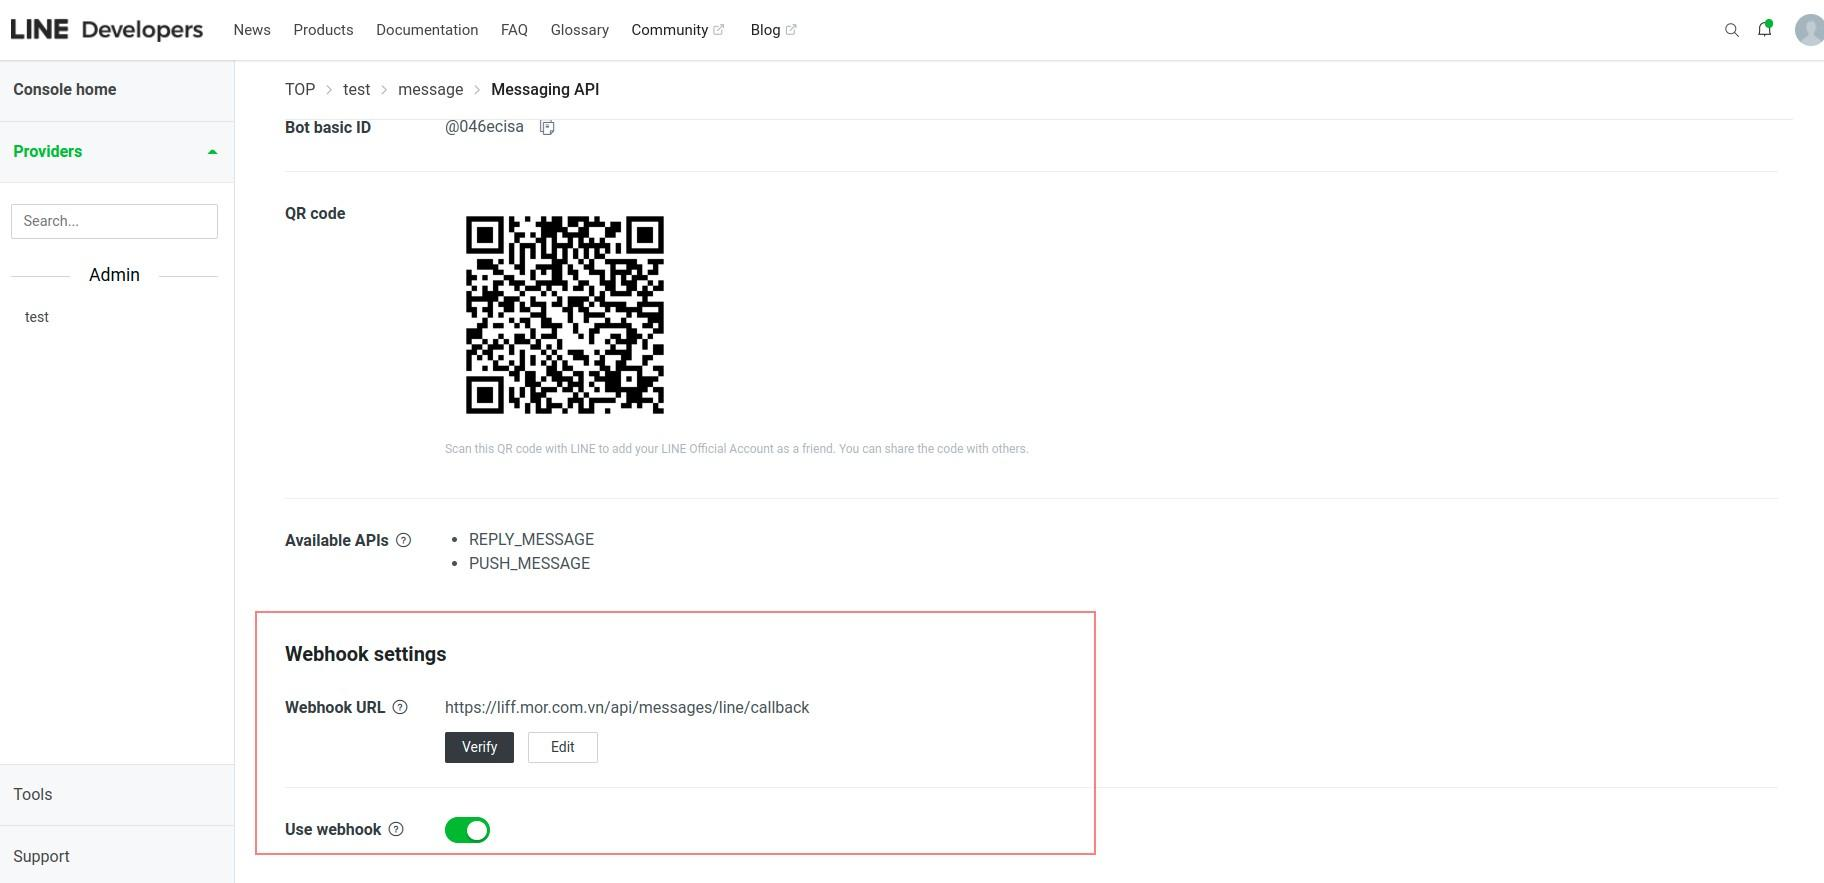 LINE Developers
News
Products
Documentation
FAQ
Glossary
Community
Blog
Console home
Providers
Search...
Admin
test
Tools
Support
TOP > test > message > Messaging API
Bot basic ID
@046ecisa
QR code
Scan this QR code with LINE to add your LINE Official Account as a friend. You can share the code with others.
Available APIs ?
• REPLY_MESSAGE
• PUSH_MESSAGE
Webhook settings
Webhook URL ?
https://liff.mor.com.vn/api/messages/line/callback
Verify
Edit
Use webhook ?